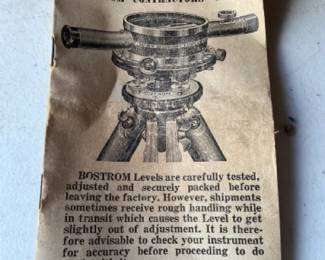 CONTRACTORS
BOSTROM Levels are carefully tested,
adjusted and securely packed before
leaving the factory. However, shipments
sometimes receive rough handling while
in transit which causes the Level to get
slightly out of adjustment. It is there-
fore advisable to check your instrument
for accuracy before proceeding to do